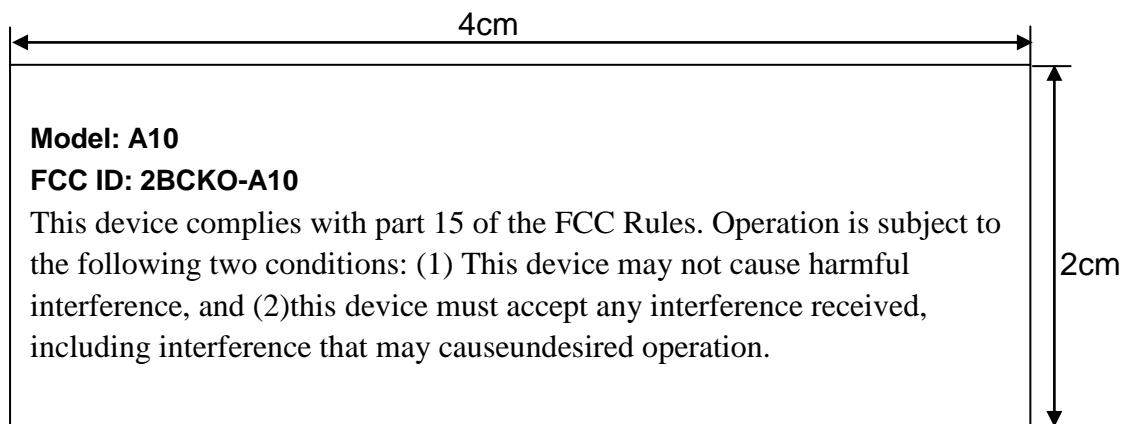 4cm
Model: A10
FCC ID: 2BCKO-A10
This device complies with part 15 of the FCC Rules. Operation is subject to
the following two conditions: (1) This device may not cause harmful
2cm
interference, and (2)this device must accept any interference received,
including interference that may causeundesired operation.